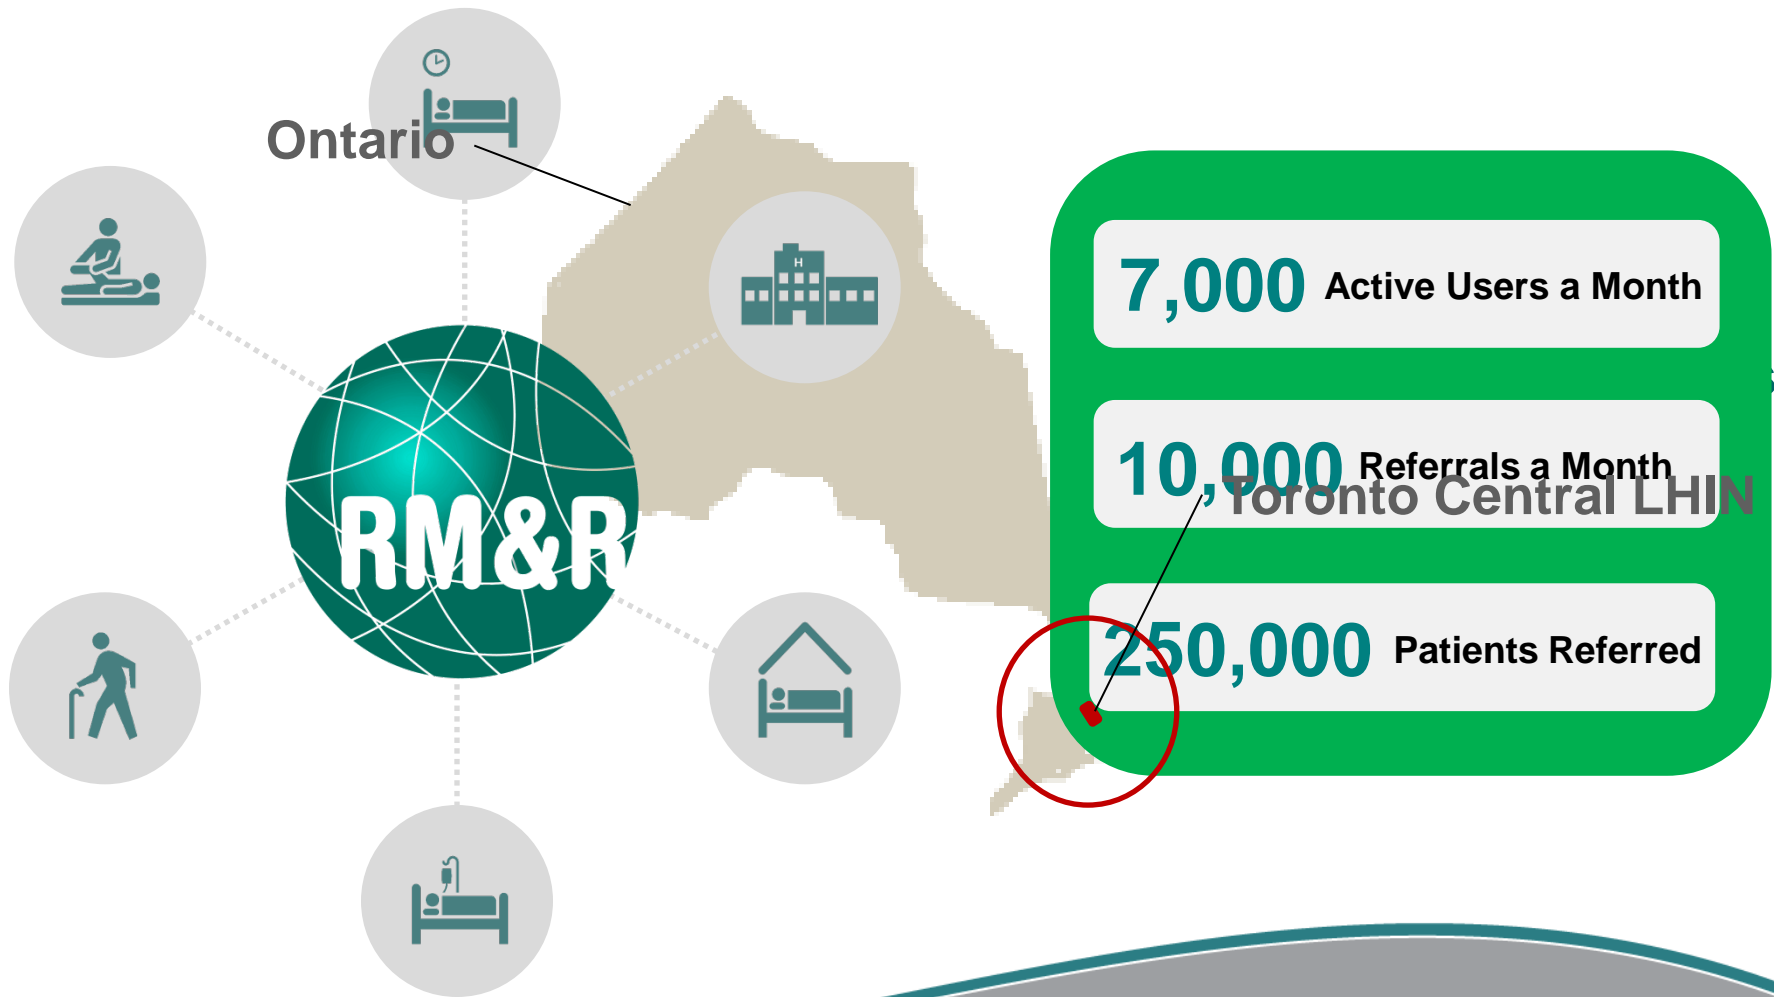 Ontario
H
7,000 Active Users a Month
10,000 Referrals a Month
Toronto Central LHIN
RM&R
250,000 Patients Referred